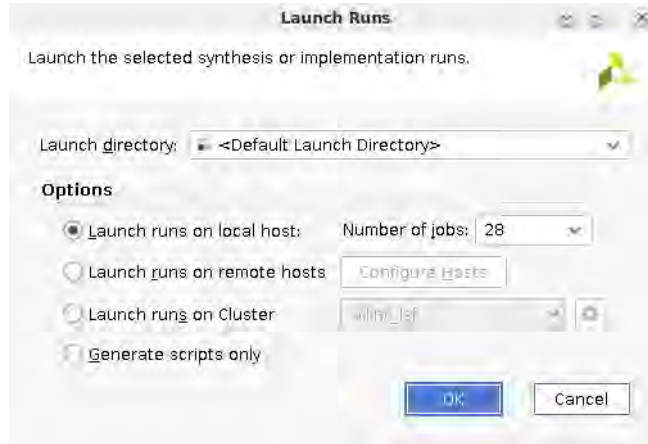 Launch Runs
Launch the selected synthesis or implementation runs.
Launch directory: <Default Launch Directory>
Options
Launch runs on local host: Number of jobs: 28
Launch runs on remote hosts Configure Hosts
Launch runs on Cluster
Generate scripts only
OK Cancel